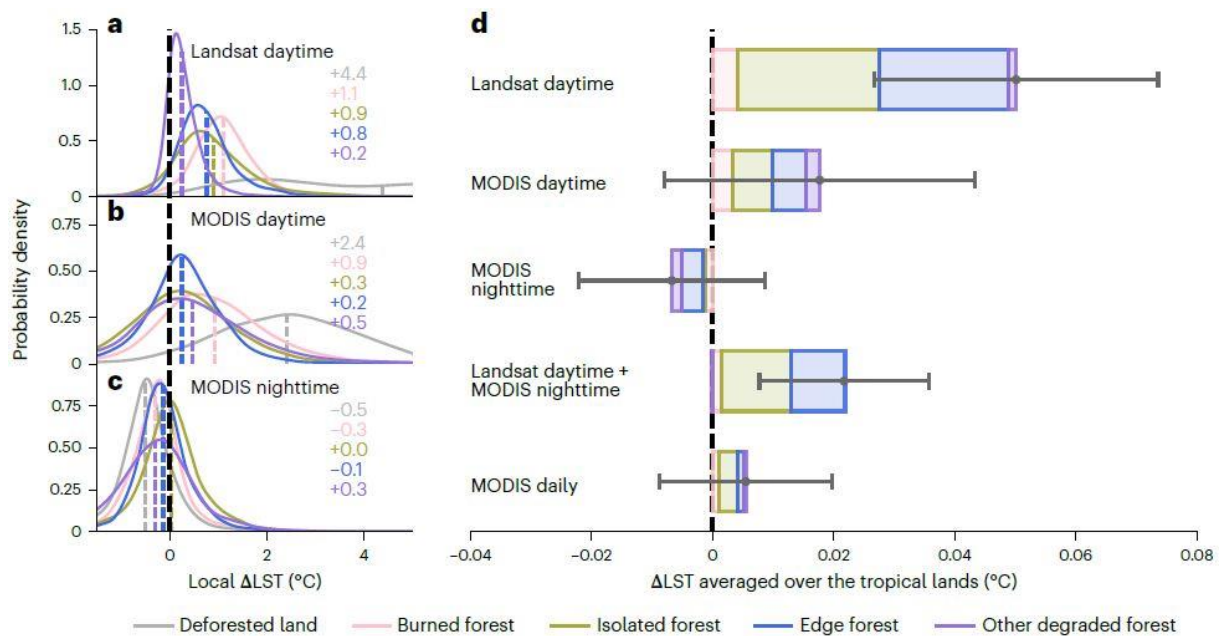 a
Landsat daytime
+4.4
+1.1
+0.9
+0.8
+0.2
1.5
1.0
0.5
0
b
MODIS daytime
+2.4
+0.9
+0.3
+0.2
+0.5
0.75
0.50
0.25
0
Probability density
c
MODIS nighttime
−0.5
−0.3
+0.0
−0.1
+0.3
0.75
0.50
0.25
0
0
2
4
Local ΔLST (°C)
d
Landsat daytime
MODIS daytime
MODIS
nighttime
Landsat daytime +
MODIS nighttime
MODIS daily
−0.04
−0.02
0
0.02
0.04
0.06
0.08
ΔLST averaged over the tropical lands (°C)
Deforested land
Burned forest
Isolated forest
Edge forest
Other degraded forest